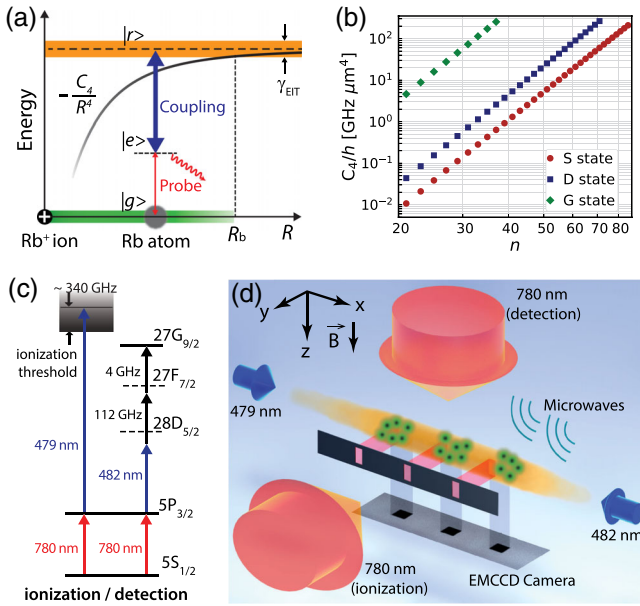 (a)
|r⟩
Energy
− C₄
R⁴
Coupling
γEIT
|e⟩
Probe
|g⟩
Rb⁺ ion
Rb atom
Rb
R
(b)
C₄/h [GHz μm⁴]
10²
10¹
10⁰
10⁻¹
10⁻²
S state
D state
G state
20 30 40 50 60 70 80
n
(c)
~ 340 GHz
ionization
threshold
27G9/2
4 GHz
27F7/2
112 GHz
28D5/2
479 nm
482 nm
5P3/2
780 nm
780 nm
5S1/2
ionization / detection
(d)
y
x
z
B
780 nm
(detection)
479 nm
Microwaves
482 nm
780 nm
(ionization)
EMCCD Camera